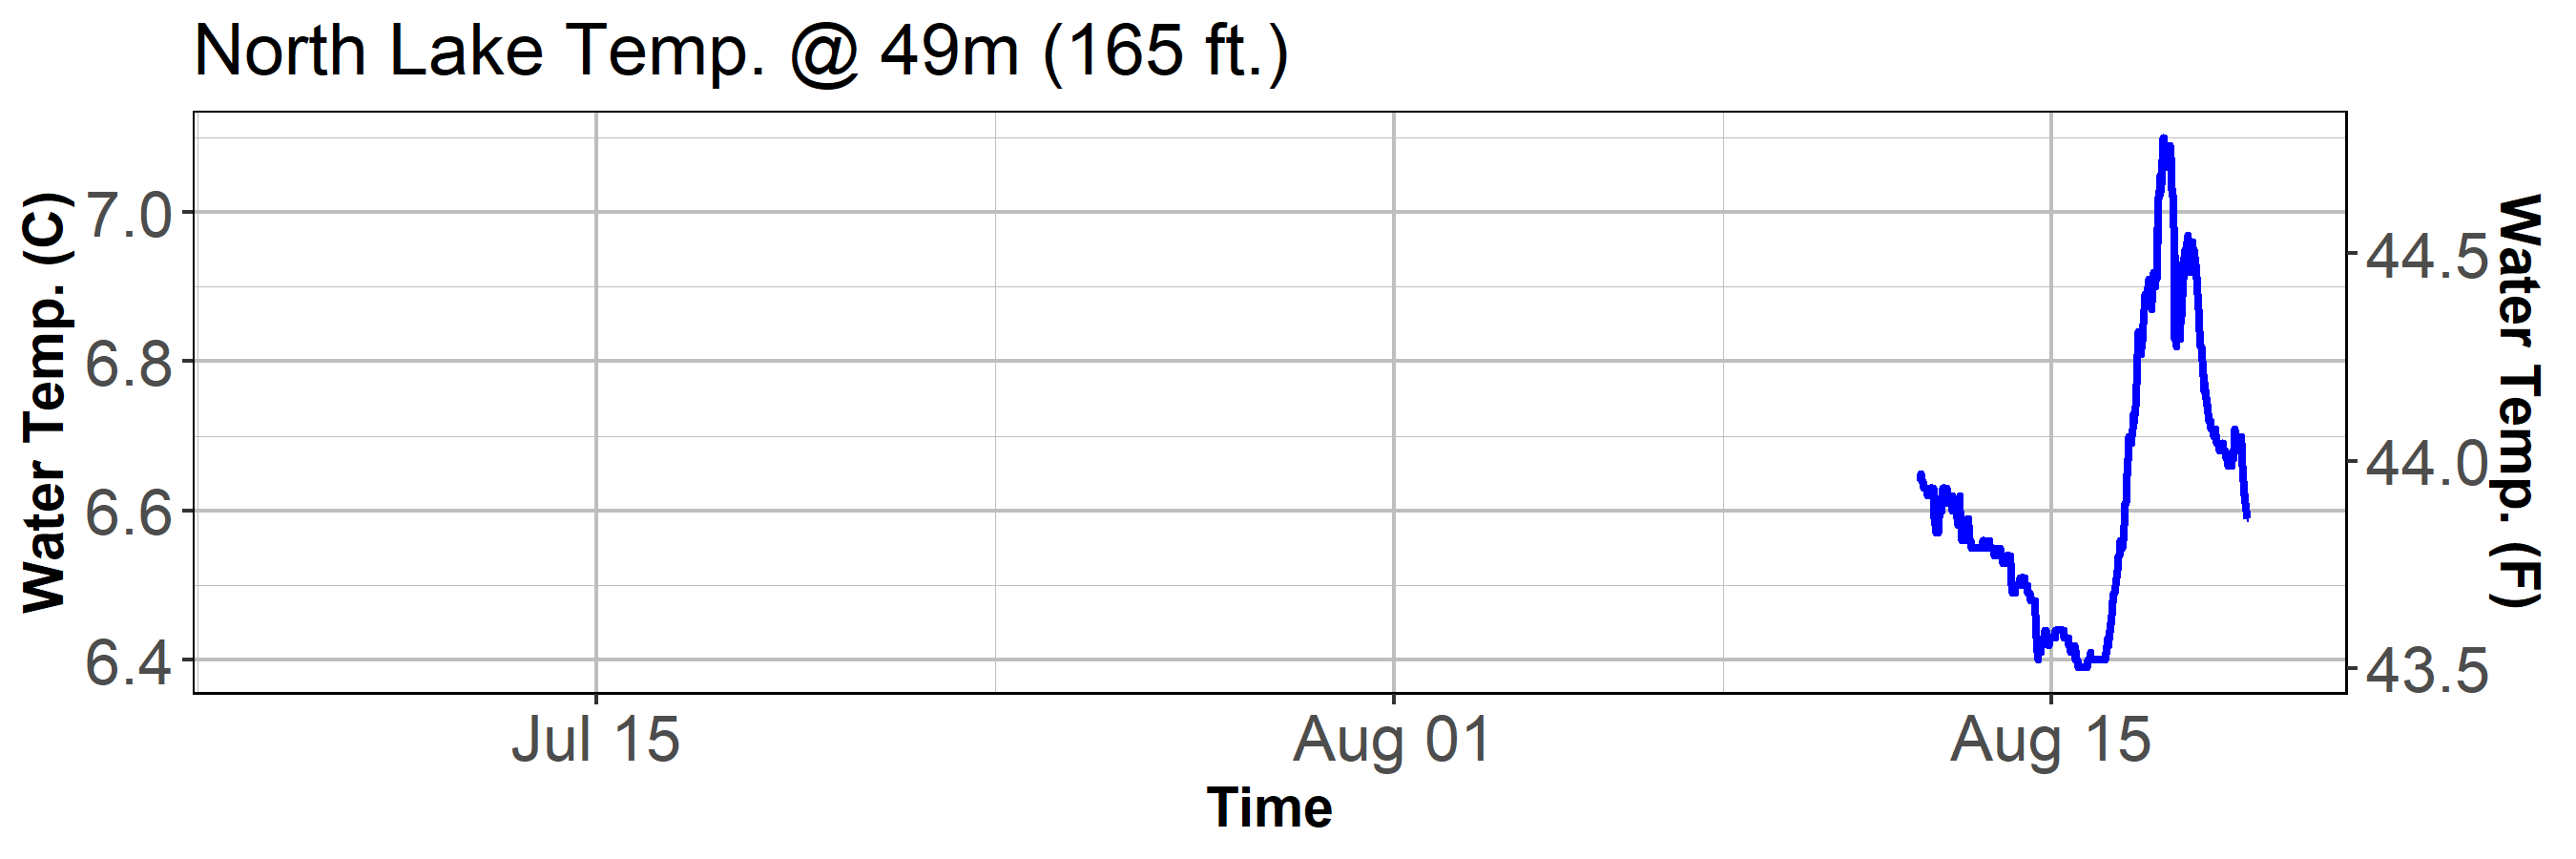 North Lake Temp. @ 49m (165 ft.)
Water Temp. (C)
7.0
6.8
6.6
6.4
44.5
44.0
43.5
Water Temp. (F)
Jul 15
Aug 01
Aug 15
Time